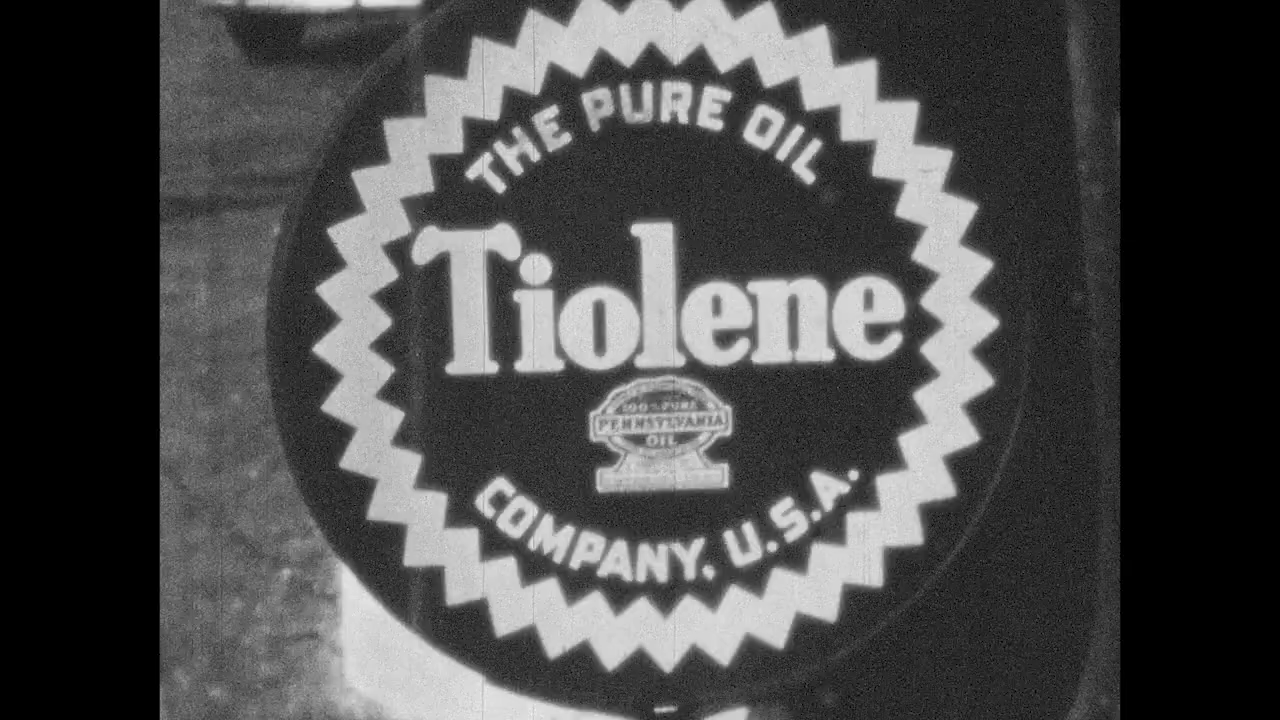 THE PURE OIL
Tiolene
100% PURE
PENNSYLVANIA
OIL
COMPANY, U.S.A.